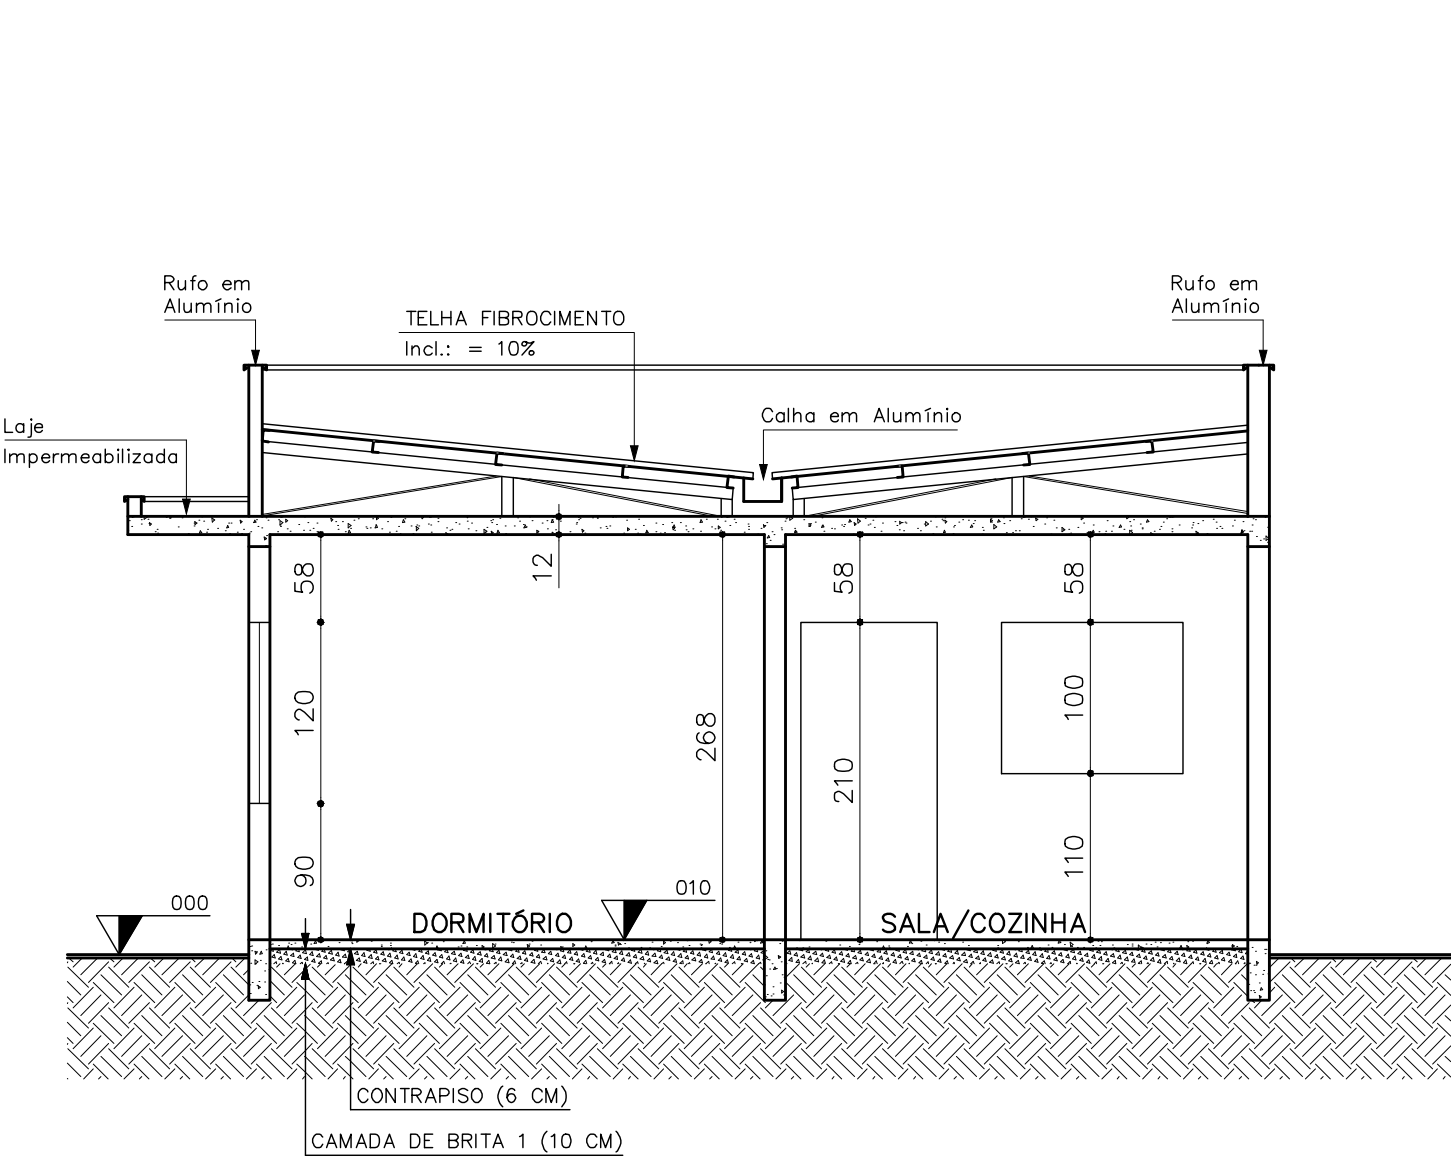 Rufo em
Alumínio
Rufo em
Alumínio
TELHA FIBROCIMENTO
Incl.: = 10%
Calha em Alumínio
Laje
Impermeabilizada
58
12
58
58
120
268
100
210
90
110
000
010
DORMITÓRIO
SALA/COZINHA
CONTRAPISO (6 CM)
CAMADA DE BRITA 1 (10 CM)